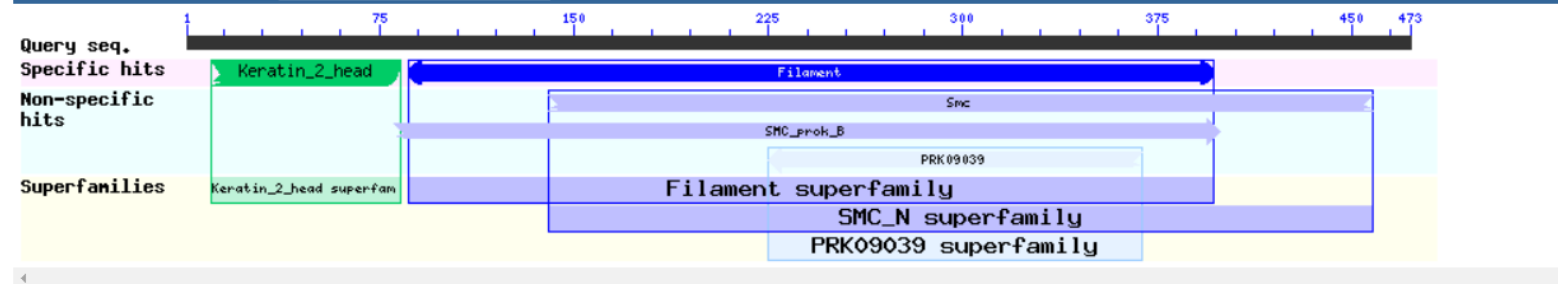 1 75 150 225 300 375 450 473
Query seq.
Specific hits Keratin_2_head Filament
Non-specific Smc
hits SMC_prok_B
PRK09039
Superfamilies Keratin_2_head superfam Filament superfamily
SMC_N superfamily
PRK09039 superfamily